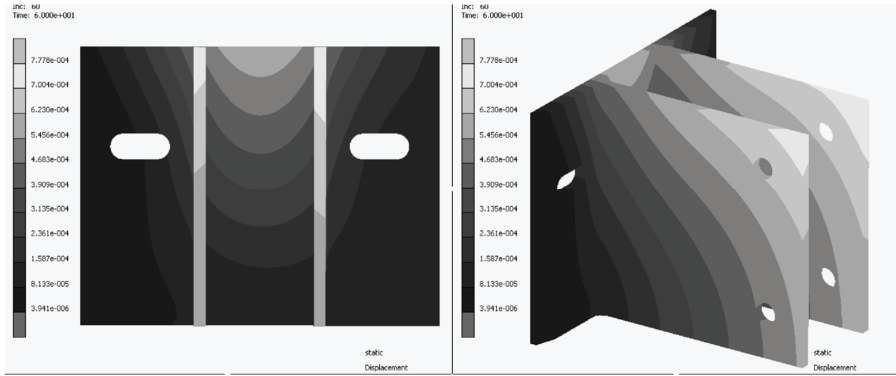 Inc: 60
Time: 6.000e+001
7.778e-004
7.004e-004
6.230e-004
5.456e-004
4.683e-004
3.909e-004
3.135e-004
2.361e-004
1.587e-004
8.133e-005
3.941e-006
static
Displacement
Inc: 60
Time: 6.000e+001
7.778e-004
7.004e-004
6.230e-004
5.456e-004
4.683e-004
3.909e-004
3.135e-004
2.361e-004
1.587e-004
8.133e-005
3.941e-006
static
Displacement